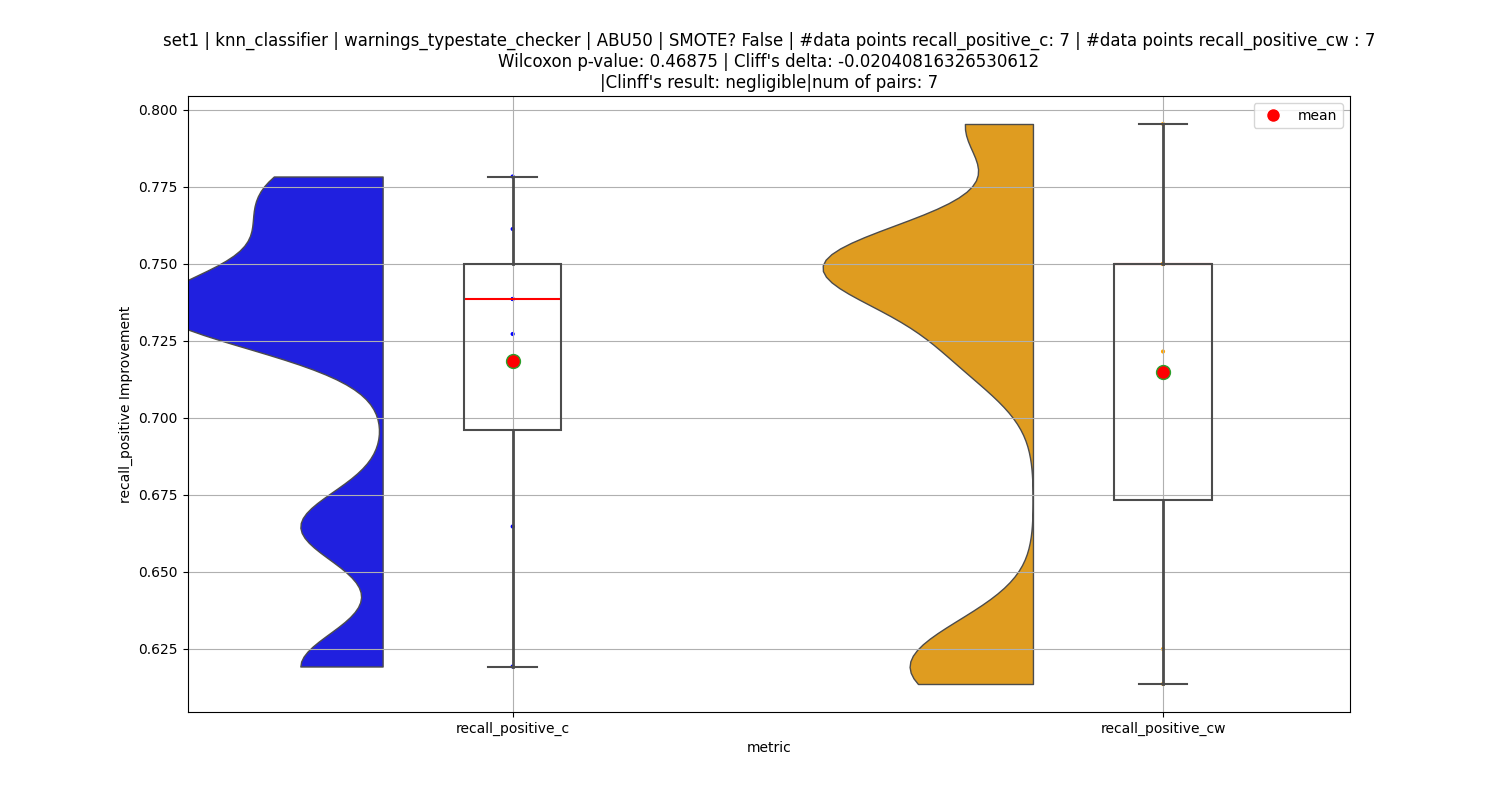 set1 | knn_classifier | warnings_typestate_checker | ABU50 | SMOTE? False | #data points recall_positive_c: 7 | #data points recall_positive_cw : 7
Wilcoxon p-value: 0.46875 | Cliff's delta: -0.02040816326530612
|Clinff's result: negligible|num of pairs: 7
mean
0.800
0.775
0.750
0.725
0.700
0.675
0.650
0.625
recall_positive Improvement
recall_positive_c
recall_positive_cw
metric